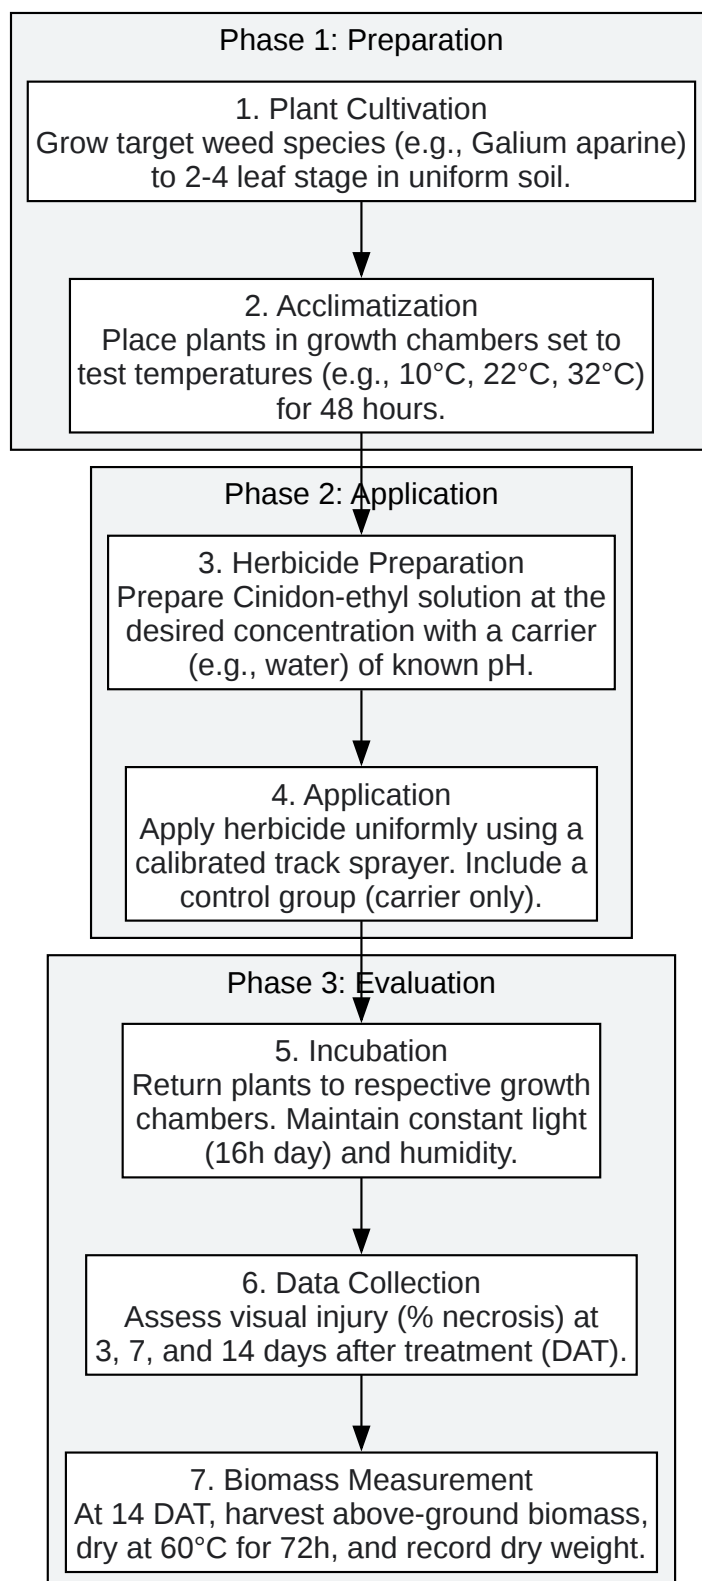 Phase 1: Preparation
1. Plant Cultivation
Grow target weed species (e.g., Galium aparine)
to 2-4 leaf stage in uniform soil.
2. Acclimatization
Place plants in growth chambers set to
test temperatures (e.g., 10°C, 22°C, 32°C)
for 48 hours.
Phase 2: Application
3. Herbicide Preparation
Prepare Cinidon-ethyl solution at the
desired concentration with a carrier
(e.g., water) of known pH.
4. Application
Apply herbicide uniformly using a
calibrated track sprayer. Include a
control group (carrier only).
Phase 3: Evaluation
5. Incubation
Return plants to respective growth
chambers. Maintain constant light
(16h day) and humidity.
6. Data Collection
Assess visual injury (% necrosis) at
3, 7, and 14 days after treatment (DAT).
7. Biomass Measurement
At 14 DAT, harvest above-ground biomass,
dry at 60°C for 72h, and record dry weight.